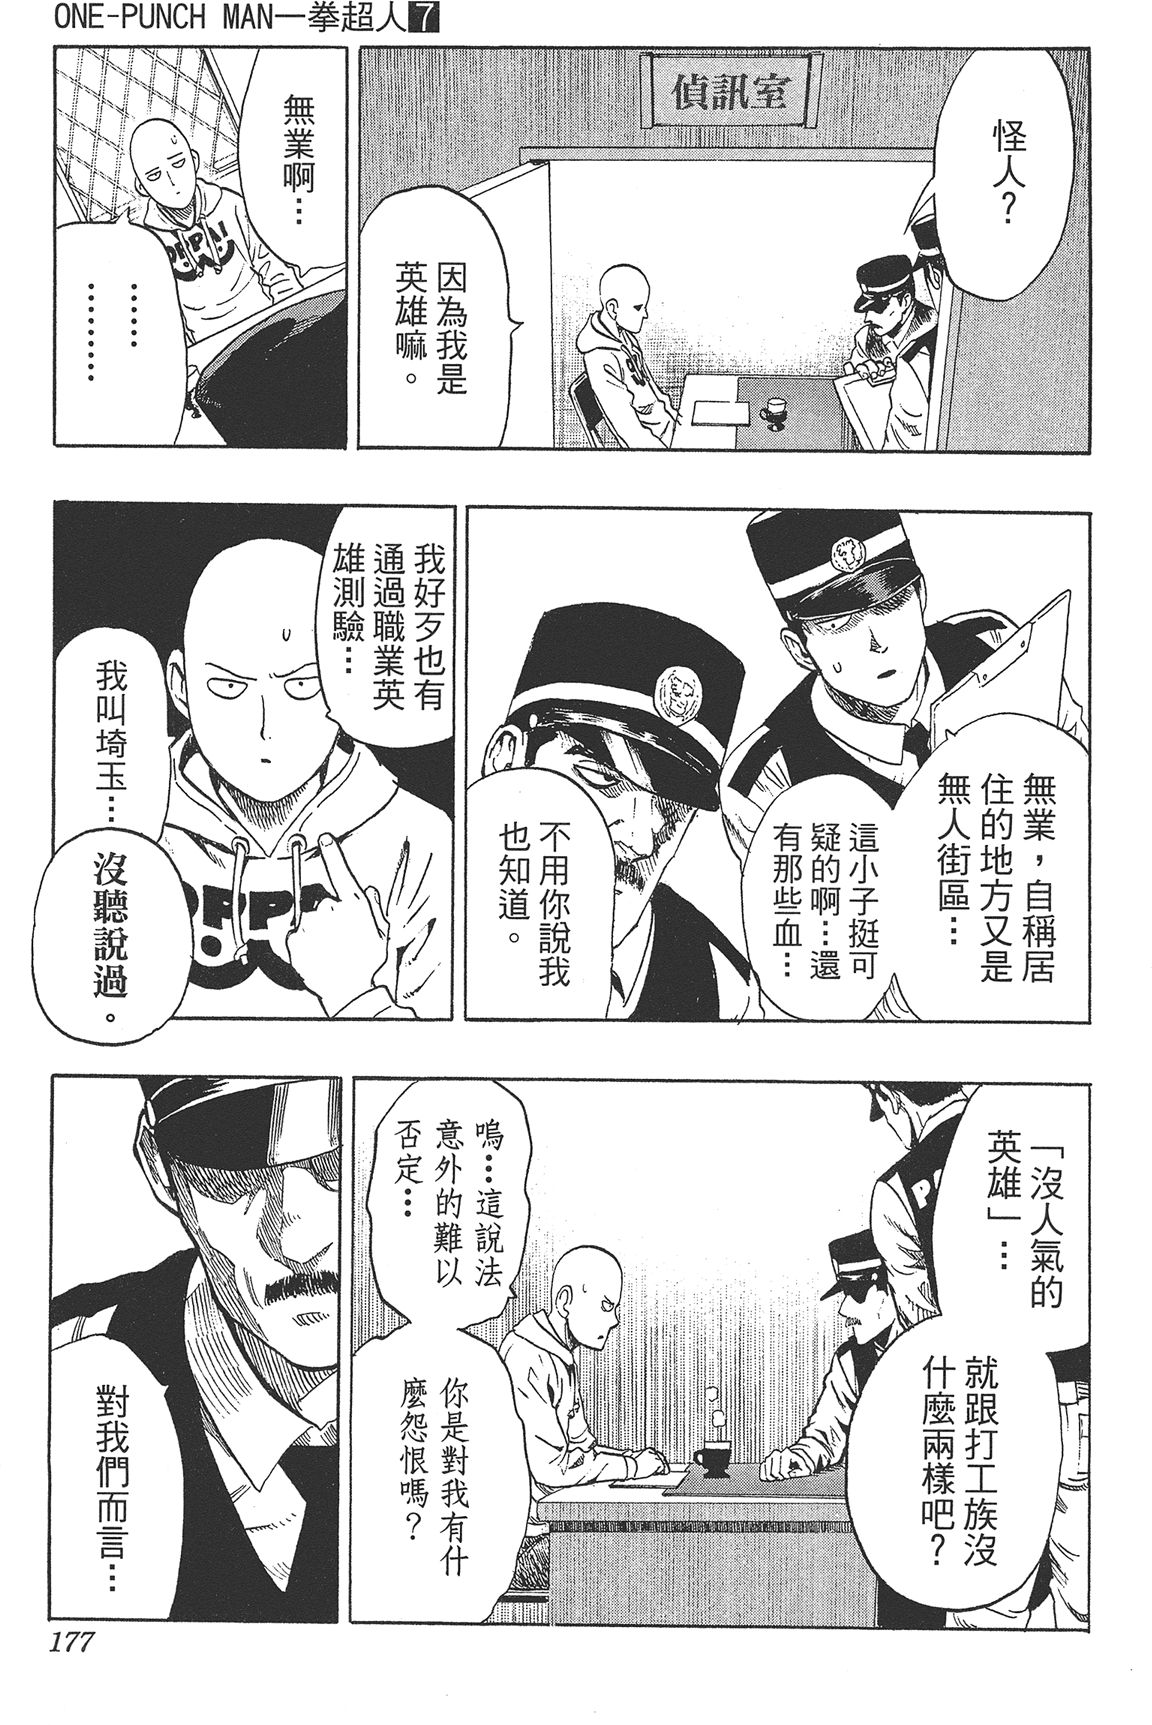 ONE-PUNCH MAN一拳超人7
偵訊室
怪人？
因為我是
英雄嘛。
無業啊…
……
………
無業，自稱居
住的地方又是
無人街區…
這小子挺可
疑的啊…還
有那些血…
不用你說我
也知道。
我好歹也有
通過職業英
雄測驗…
我叫埼玉…
沒聽說過。
OPPAI
「沒人氣的
英雄」…
就跟打工族沒
什麼兩樣吧？
嗚…這說法
意外的難以
否定…
你是對我有什
麼怨恨嗎？
對我們而言…
177